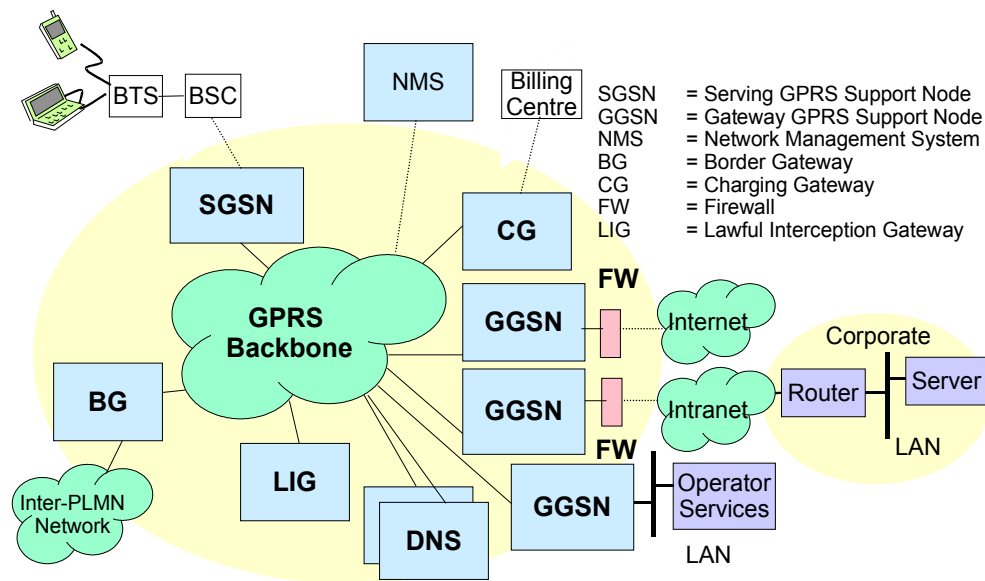 BTS
BSC
NMS
Billing
Centre
SGSN = Serving GPRS Support Node
GGSN = Gateway GPRS Support Node
NMS = Network Management System
BG = Border Gateway
CG = Charging Gateway
FW = Firewall
LIG = Lawful Interception Gateway
SGSN
CG
FW
GPRS
Backbone
GGSN
Internet
Corporate
BG
GGSN
Intranet
Router
Server
FW
LAN
LIG
Inter-PLMN
Network
GGSN
Operator
Services
DNS
LAN